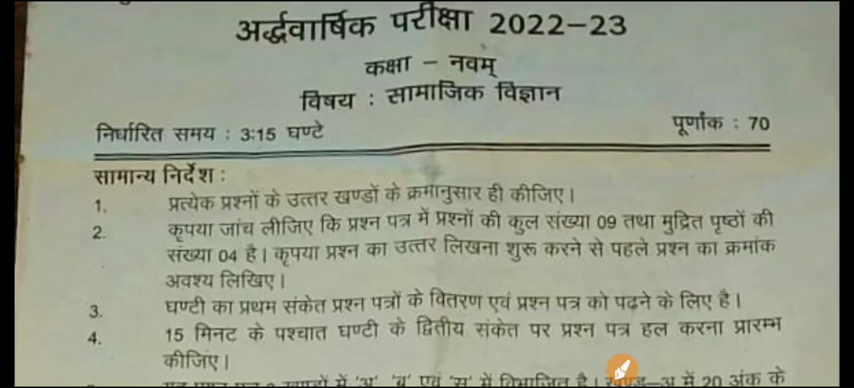 अर्द्धवार्षिक परीक्षा 2022–23
कक्षा – नवम्
विषय : सामाजिक विज्ञान
निर्धारित समय : 3:15 घण्टे
पूर्णांक : 70
सामान्य निर्देश :
1. प्रत्येक प्रश्नों के उत्तर खण्डों के क्रमानुसार ही कीजिए।
2. कृपया जांच लीजिए कि प्रश्न पत्र में प्रश्नों की कुल संख्या 09 तथा मुद्रित पृष्ठों की
संख्या 04 है। कृपया प्रश्न का उत्तर लिखना शुरू करने से पहले प्रश्न का क्रमांक
अवश्य लिखिए।
3. घण्टी का प्रथम संकेत प्रश्न पत्रों के वितरण एवं प्रश्न पत्र को पढ़ने के लिए है।
4. 15 मिनट के पश्चात घण्टी के द्वितीय संकेत पर प्रश्न पत्र हल करना प्रारम्भ
कीजिए।
में 'अ' 'ब' एवं 'स' में विभाजित है। खण्ड–अ में 20 अंक के